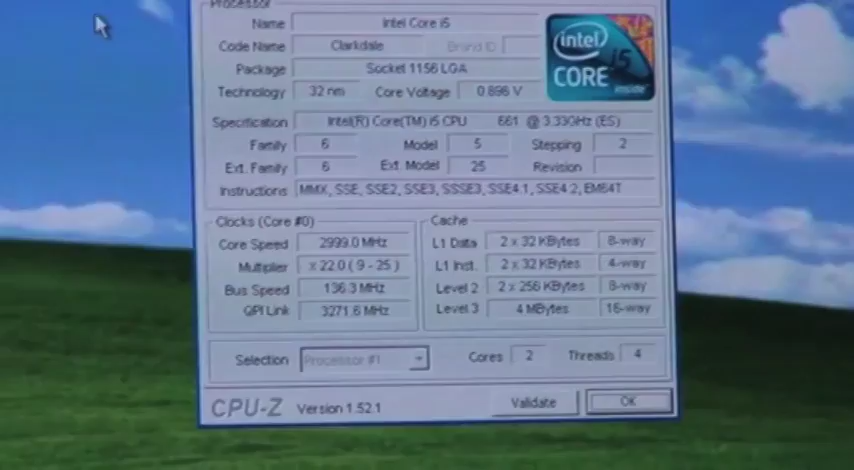 Processor
Name Intel Core i5
Code Name Clarkdale Brand ID
Package Socket 1156 LGA
Technology 32 nm Core Voltage 0.896 V
intel i5
CORE
inside
Specification Intel(R) Core(TM) i5 CPU 661 @ 3.33GHz (ES)
Family 6 Model 5 Stepping 2
Ext. Family 6 Ext. Model 25 Revision
Instructions MMX, SSE, SSE2, SSE3, SSSE3, SSE4.1, SSE4.2, EM64T
Clocks (Core #0)
Core Speed 2999.0 MHz
Multiplier x 22.0 ( 9 - 25 )
Bus Speed 136.3 MHz
QPI Link 3271.6 MHz
Cache
L1 Data 2 x 32 KBytes 8-way
L1 Inst. 2 x 32 KBytes 4-way
Level 2 2 x 256 KBytes 8-way
Level 3 4 MBytes 16-way
Selection Processor #1 Cores 2 Threads 4
CPU-Z Version 1.52.1 Validate OK